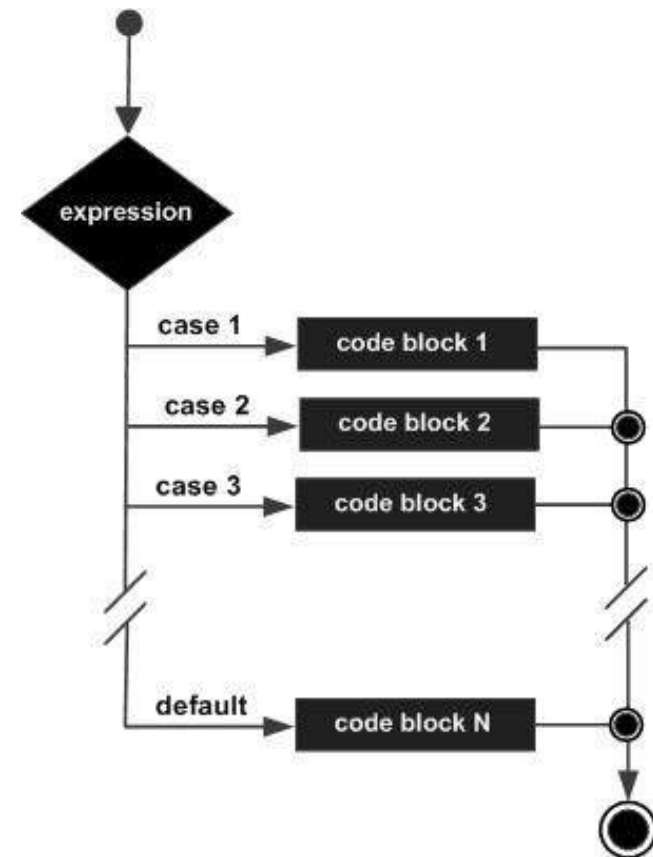 expression
case 1
code block 1
case 2
code block 2
case 3
code block 3
default
code block N